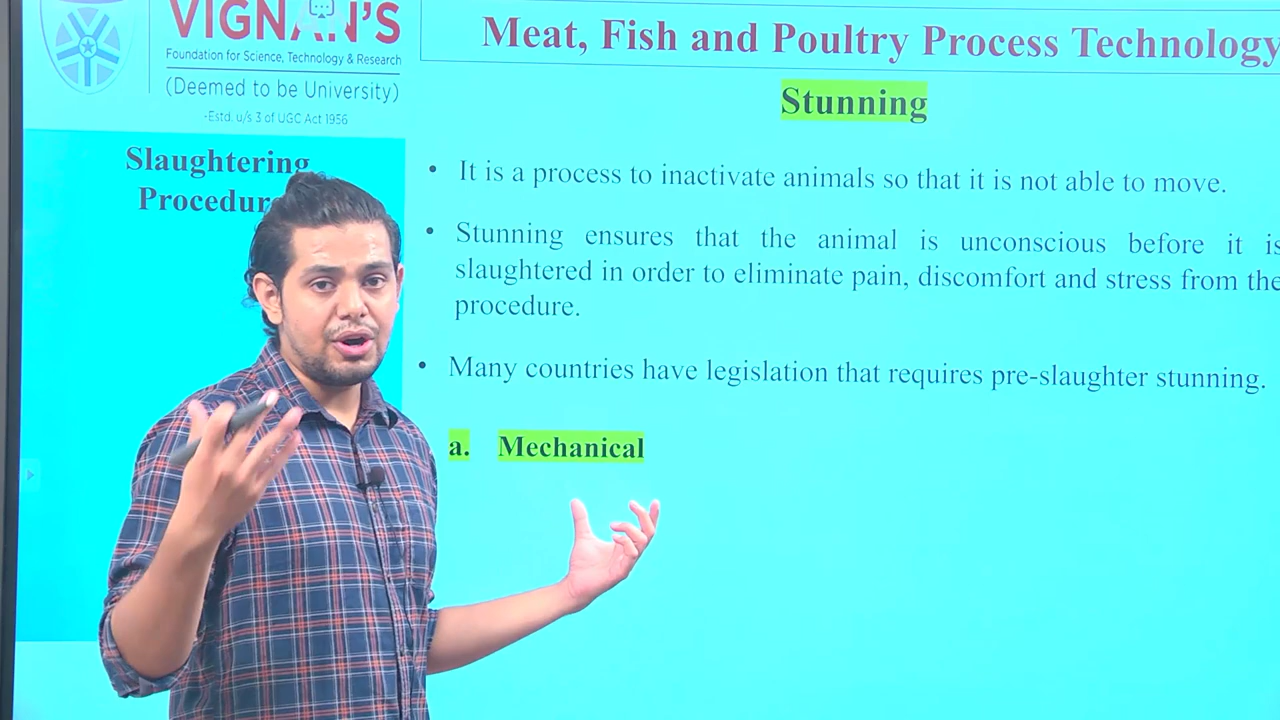 VIGNAN'S
Foundation for Science, Technology & Research
(Deemed to be University)
-Estd. u/s 3 of UGC Act 1956
Meat, Fish and Poultry Process Technology
Stunning
Slaughtering
Procedure
• It is a process to inactivate animals so that it is not able to move.
• Stunning ensures that the animal is unconscious before it is
slaughtered in order to eliminate pain, discomfort and stress from the
procedure.
• Many countries have legislation that requires pre-slaughter stunning.
a. Mechanical